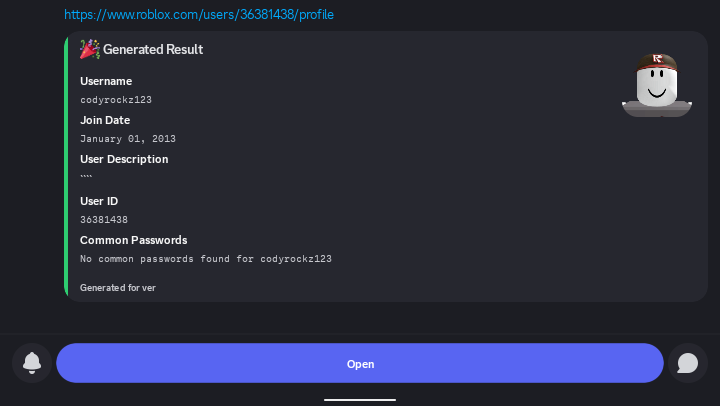 https://www.roblox.com/users/36381438/profile
Generated Result
Username
codyrockz123
Join Date
January 01, 2013
User Description
````
User ID
36381438
Common Passwords
No common passwords found for codyrockz123
Generated for ver
Open